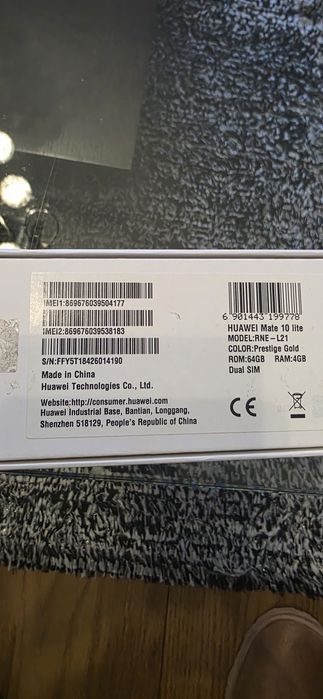 IMEI1:869676039504177
IMEI2:869676039538183
S/N:FFY5T18426014190
Made in China
Huawei Technologies Co., Ltd.
Website:http://consumer.huawei.com
Huawei Industrial Base, Bantian, Longgang,
Shenzhen 518129, People's Republic of China
6 901443 199778
HUAWEI Mate 10 lite
MODEL:RNE-L21
COLOR:Prestige Gold
ROM:64GB RAM:4GB
Dual SIM
CE